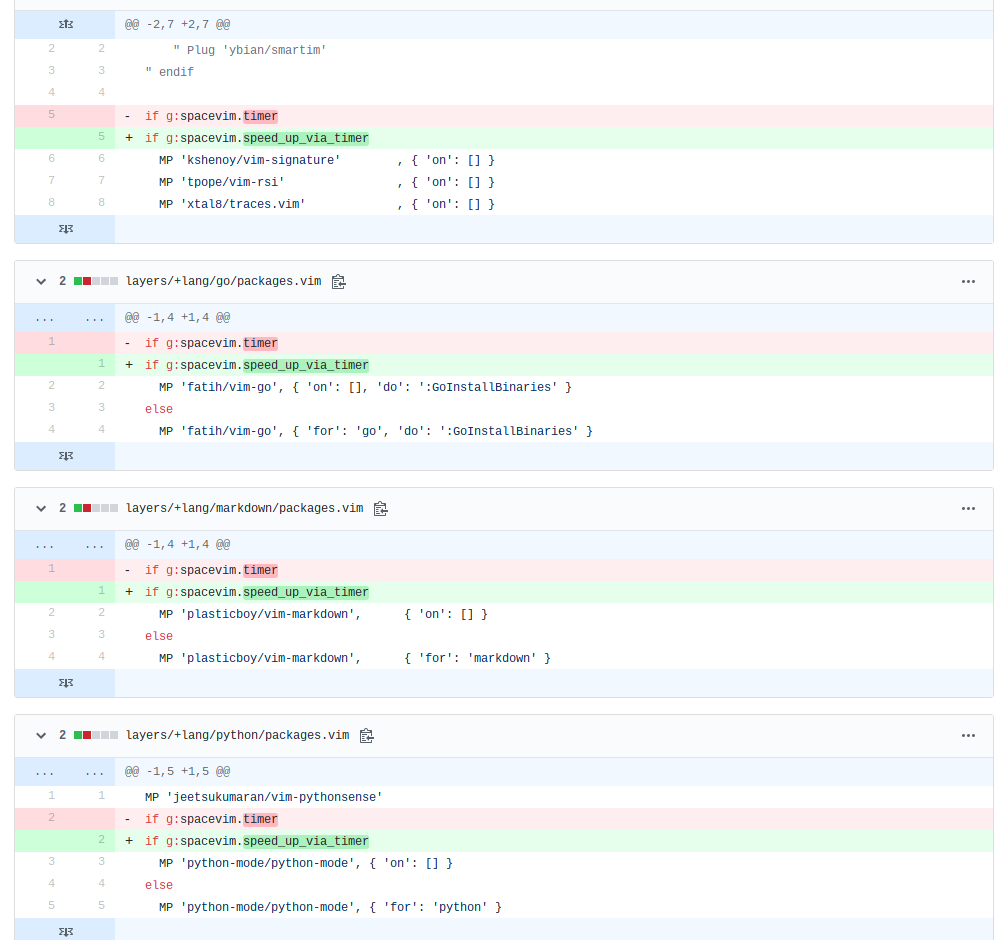 @@ -2,7 +2,7 @@
2 2 " Plug 'ybian/smartim'
3 3 " endif
4 4
5 - if g:spacevim.timer
5 + if g:spacevim.speed_up_via_timer
6 6 MP 'kshenoy/vim-signature' , { 'on': [] }
7 7 MP 'tpope/vim-rsi' , { 'on': [] }
8 8 MP 'xtal8/traces.vim' , { 'on': [] }
2 layers/+lang/go/packages.vim
... ... @@ -1,4 +1,4 @@
1 - if g:spacevim.timer
1 + if g:spacevim.speed_up_via_timer
2 2 MP 'fatih/vim-go', { 'on': [], 'do': ':GoInstallBinaries' }
3 3 else
4 4 MP 'fatih/vim-go', { 'for': 'go', 'do': ':GoInstallBinaries' }
2 layers/+lang/markdown/packages.vim
... ... @@ -1,4 +1,4 @@
1 - if g:spacevim.timer
1 + if g:spacevim.speed_up_via_timer
2 2 MP 'plasticboy/vim-markdown', { 'on': [] }
3 3 else
4 4 MP 'plasticboy/vim-markdown', { 'for': 'markdown' }
2 layers/+lang/python/packages.vim
... ... @@ -1,5 +1,5 @@
1 1 MP 'jeetsukumaran/vim-pythonsense'
2 - if g:spacevim.timer
2 + if g:spacevim.speed_up_via_timer
3 3 MP 'python-mode/python-mode', { 'on': [] }
4 4 else
5 5 MP 'python-mode/python-mode', { 'for': 'python' }